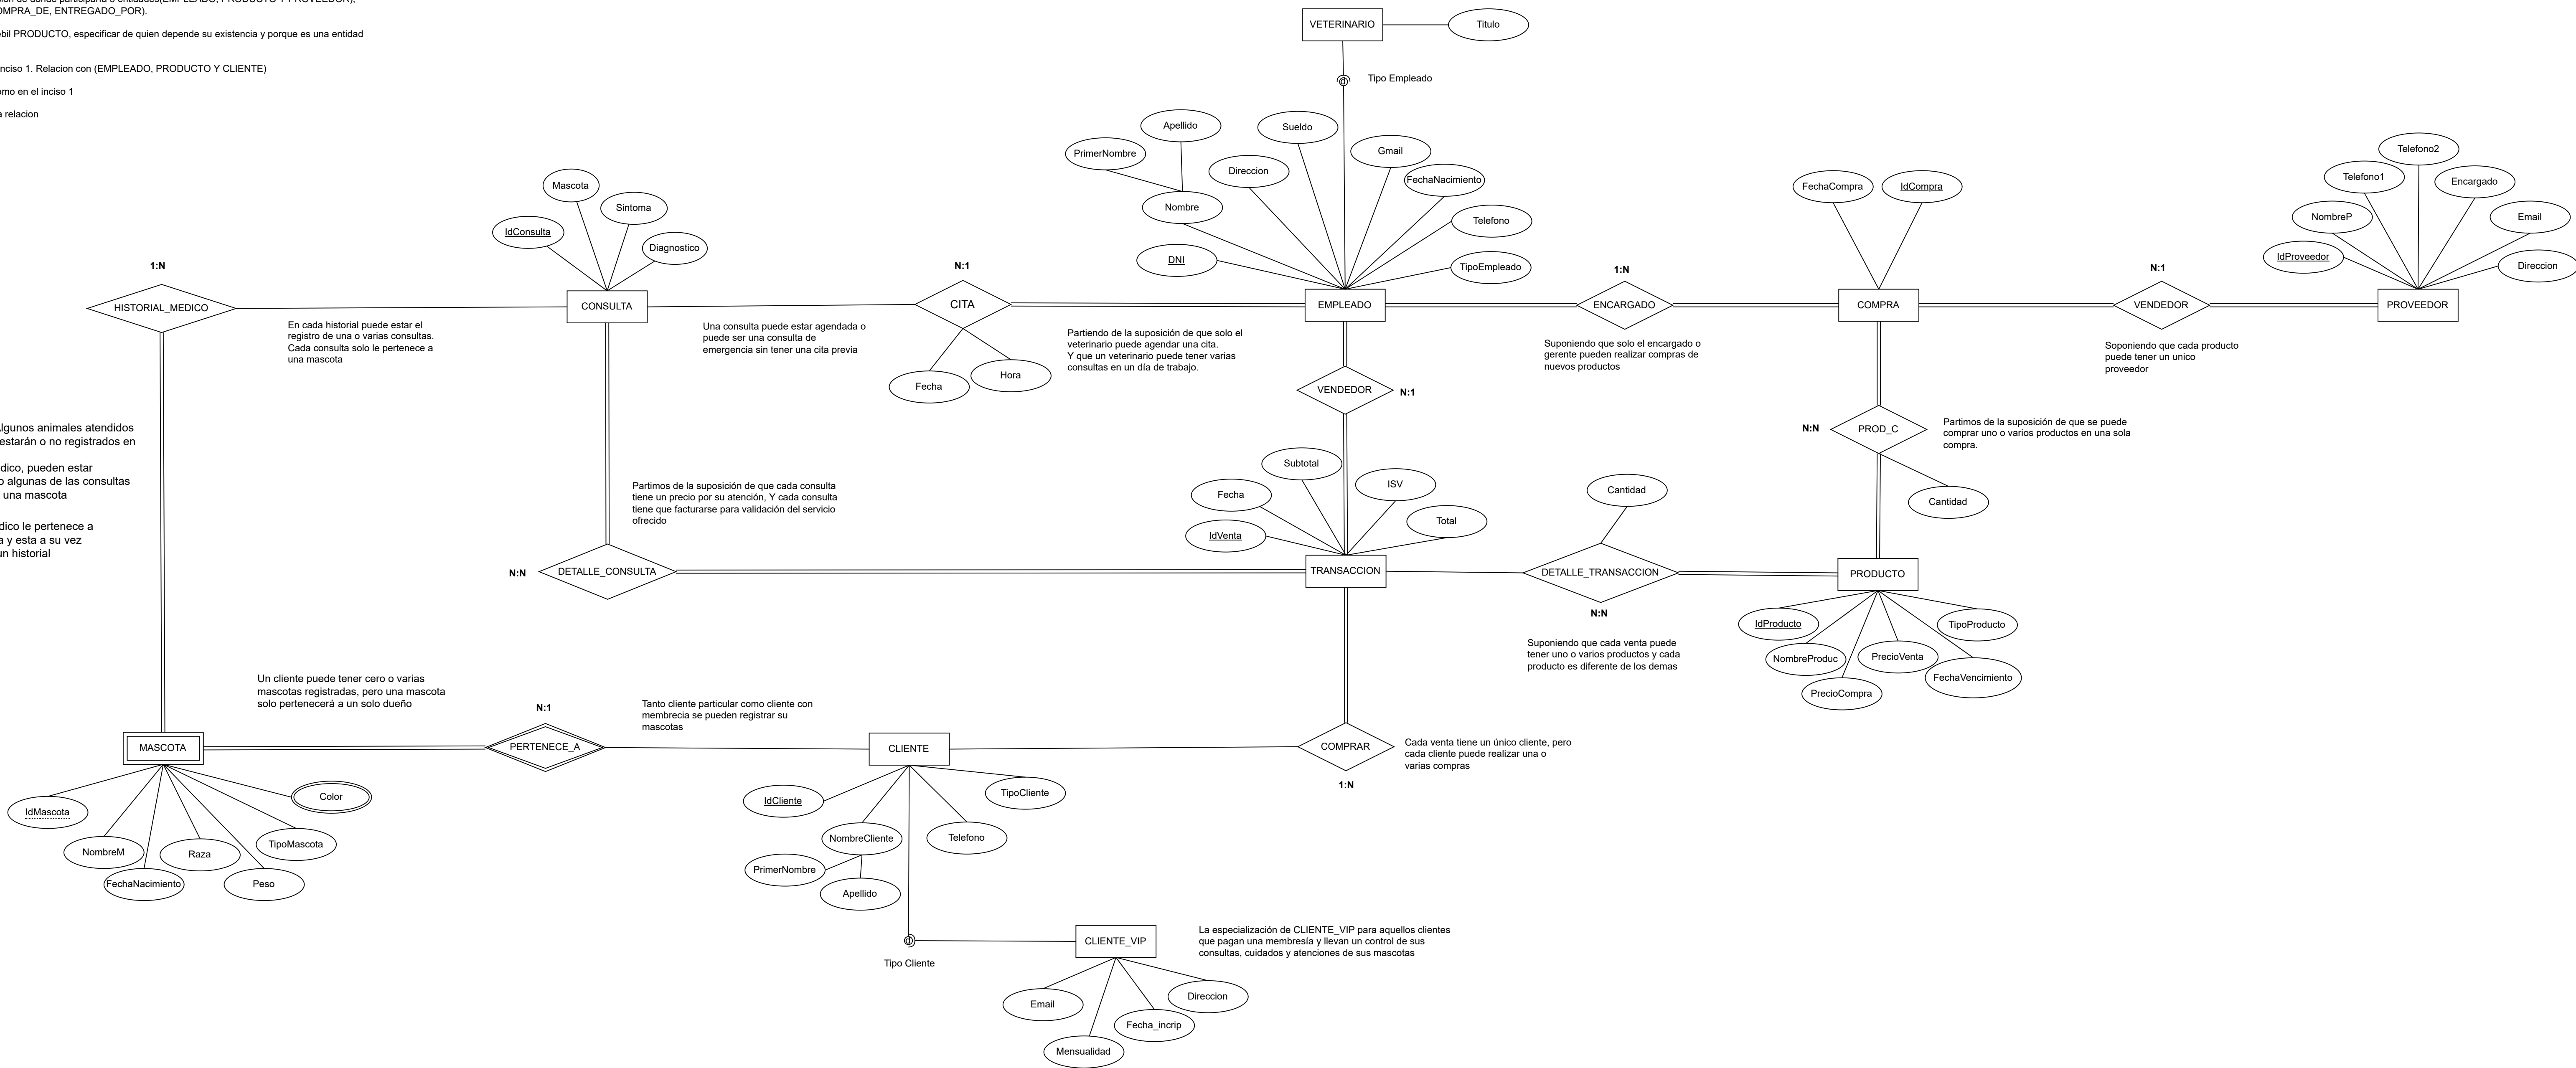 OMPRA_DE, ENTREGADO_POR).
ébil PRODUCTO, especificar de quien depende su existencia y porque es una entidad
nciso 1. Relacion con (EMPLEADO, PRODUCTO Y CLIENTE)
omo en el inciso 1
a relacion
VETERINARIO
Titulo
d
Tipo Empleado
Apellido
PrimerNombre
Nombre
DNI
Direccion
Sueldo
Gmail
FechaNacimiento
Telefono
TipoEmpleado
FechaCompra
IdCompra
Telefono2
Telefono1
Encargado
NombreP
Email
IdProveedor
Direccion
Mascota
Sintoma
IdConsulta
Diagnostico
1:N
HISTORIAL_MEDICO
En cada historial puede estar el
registro de una o varias consultas.
Cada consulta solo le pertenece a
una mascota
CONSULTA
Una consulta puede estar agendada o
puede ser una consulta de
emergencia sin tener una cita previa
N:1
CITA
Fecha
Hora
Partiendo de la suposición de que solo el
veterinario puede agendar una cita.
Y que un veterinario puede tener varias
consultas en un día de trabajo.
EMPLEADO
1:N
ENCARGADO
Suponiendo que solo el encargado o
gerente pueden realizar compras de
nuevos productos
COMPRA
N:1
VENDEDOR
Soponiendo que cada producto
puede tener un unico
proveedor
PROVEEDOR
VENDEDOR
N:1
N:N
PROD_C
Partimos de la suposición de que se puede
comprar uno o varios productos en una sola
compra.
Cantidad
Algunos animales atendidos
estarán o no registrados en
dico, pueden estar
o algunas de las consultas
una mascota
dico le pertenece a
a y esta a su vez
un historial
Partimos de la suposición de que cada consulta
tiene un precio por su atención, Y cada consulta
tiene que facturarse para validación del servicio
ofrecido
Subtotal
Fecha
ISV
Total
IdVenta
Cantidad
N:N
DETALLE_CONSULTA
TRANSACCION
DETALLE_TRANSACCION
N:N
Suponiendo que cada venta puede
tener uno o varios productos y cada
producto es diferente de los demas
PRODUCTO
IdProducto
TipoProducto
NombreProduc
PrecioVenta
FechaVencimiento
PrecioCompra
Un cliente puede tener cero o varias
mascotas registradas, pero una mascota
solo pertenecerá a un solo dueño
N:1
Tanto cliente particular como cliente con
membrecia se pueden registrar su
mascotas
MASCOTA
PERTENECE_A
CLIENTE
COMPRAR
1:N
Cada venta tiene un único cliente, pero
cada cliente puede realizar una o
varias compras
Color
IdMascota
NombreM
Raza
TipoMascota
FechaNacimiento
Peso
IdCliente
TipoCliente
NombreCliente
Telefono
PrimerNombre
Apellido
d
Tipo Cliente
CLIENTE_VIP
La especialización de CLIENTE_VIP para aquellos clientes
que pagan una membresía y llevan un control de sus
consultas, cuidados y atenciones de sus mascotas
Email
Direccion
Fecha_incrip
Mensualidad